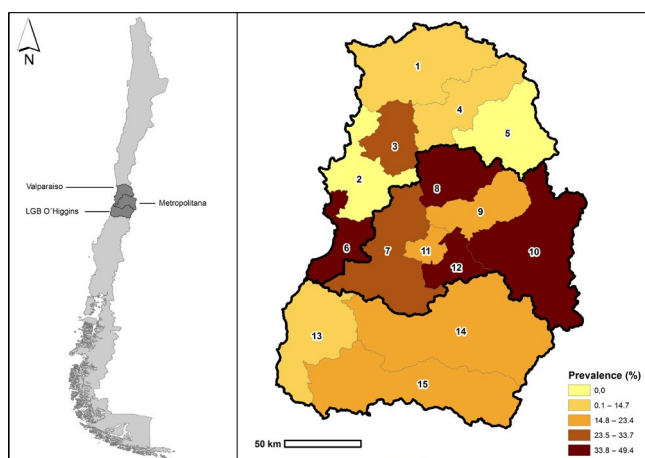 N
Valparaiso
Metropolitana
LGB O´Higgins
1
4
5
3
2
8
9
6
7
11
10
12
13
14
15
50 km
Prevalence (%)
0,0
0.1 – 14.7
14.8 – 23.4
23.5 – 33.7
33.8 – 49.4